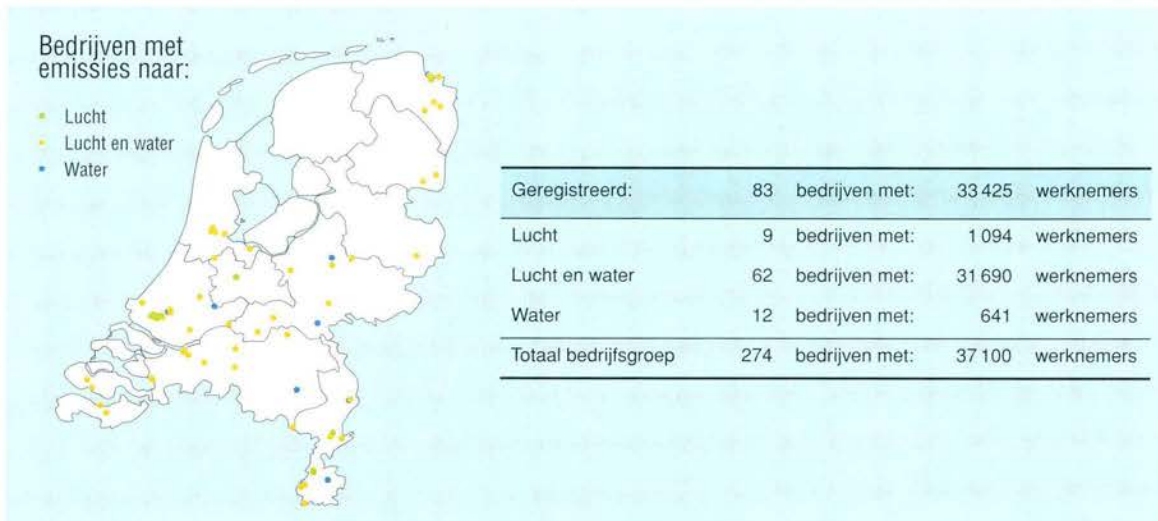 Bedrijven met
emissies naar:
Lucht
Lucht en water
Water
Geregistreerd: 83 bedrijven met: 33 425 werknemers
Lucht 9 bedrijven met: 1 094 werknemers
Lucht en water 62 bedrijven met: 31 690 werknemers
Water 12 bedrijven met: 641 werknemers
Totaal bedrijfsgroep 274 bedrijven met: 37 100 werknemers